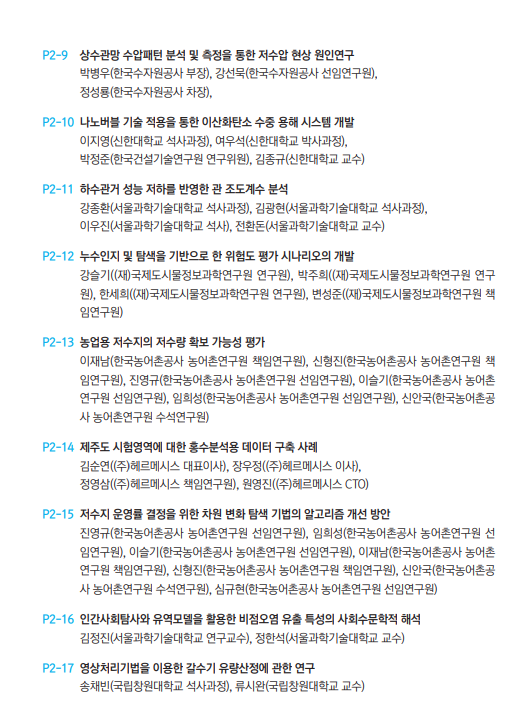 P2-9 상수관망 수압패턴 분석 및 측정을 통한 저수압 현상 원인연구
박병우(한국수자원공사 부장), 강선묵(한국수자원공사 선임연구원),
정성룡(한국수자원공사 차장),
P2-10 나노버블 기술 적용을 통한 이산화탄소 수중 용해 시스템 개발
이지영(신한대학교 석사과정), 여우석(신한대학교 박사과정),
박정준(한국건설기술연구원 연구위원), 김종규(신한대학교 교수)
P2-11 하수관거 성능 저하를 반영한 관 조도계수 분석
강종환(서울과학기술대학교 석사과정), 김광현(서울과학기술대학교 석사과정),
이우진(서울과학기술대학교 석사), 전환돈(서울과학기술대학교 교수)
P2-12 누수인지 및 탐색을 기반으로 한 위험도 평가 시나리오의 개발
강슬기((재)국제도시물정보과학연구원 연구원), 박주희((재)국제도시물정보과학연구원 연구
원), 한세희((재)국제도시물정보과학연구원 연구원), 변성준((재)국제도시물정보과학연구원 책
임연구원)
P2-13 농업용 저수지의 저수량 확보 가능성 평가
이재남(한국농어촌공사 농어촌연구원 책임연구원), 신형진(한국농어촌공사 농어촌연구원 책
임연구원), 진영규(한국농어촌공사 농어촌연구원 선임연구원), 이슬기(한국농어촌공사 농어촌
연구원 선임연구원), 임희성(한국농어촌공사 농어촌연구원 선임연구원), 신안국(한국농어촌공
사 농어촌연구원 수석연구원)
P2-14 제주도 시험영역에 대한 홍수분석용 데이터 구축 사례
김순연((주)헤르메시스 대표이사), 장우정((주)헤르메시스 이사),
정영삼((주)헤르메시스 책임연구원), 원영진((주)헤르메시스 CTO)
P2-15 저수지 운영률 결정을 위한 차원 변화 탐색 기법의 알고리즘 개선 방안
진영규(한국농어촌공사 농어촌연구원 선임연구원), 임희성(한국농어촌공사 농어촌연구원 선
임연구원), 이슬기(한국농어촌공사 농어촌연구원 선임연구원), 이재남(한국농어촌공사 농어촌
연구원 책임연구원), 신형진(한국농어촌공사 농어촌연구원 책임연구원), 신안국(한국농어촌공
사 농어촌연구원 수석연구원), 심규현(한국농어촌공사 농어촌연구원 선임연구원)
P2-16 인간사회탐사와 유역모델을 활용한 비점오염 유출 특성의 사회수문학적 해석
김정진(서울과학기술대학교 연구교수), 정한석(서울과학기술대학교 교수)
P2-17 영상처리기법을 이용한 갈수기 유량산정에 관한 연구
송채빈(국립창원대학교 석사과정), 류시완(국립창원대학교 교수)